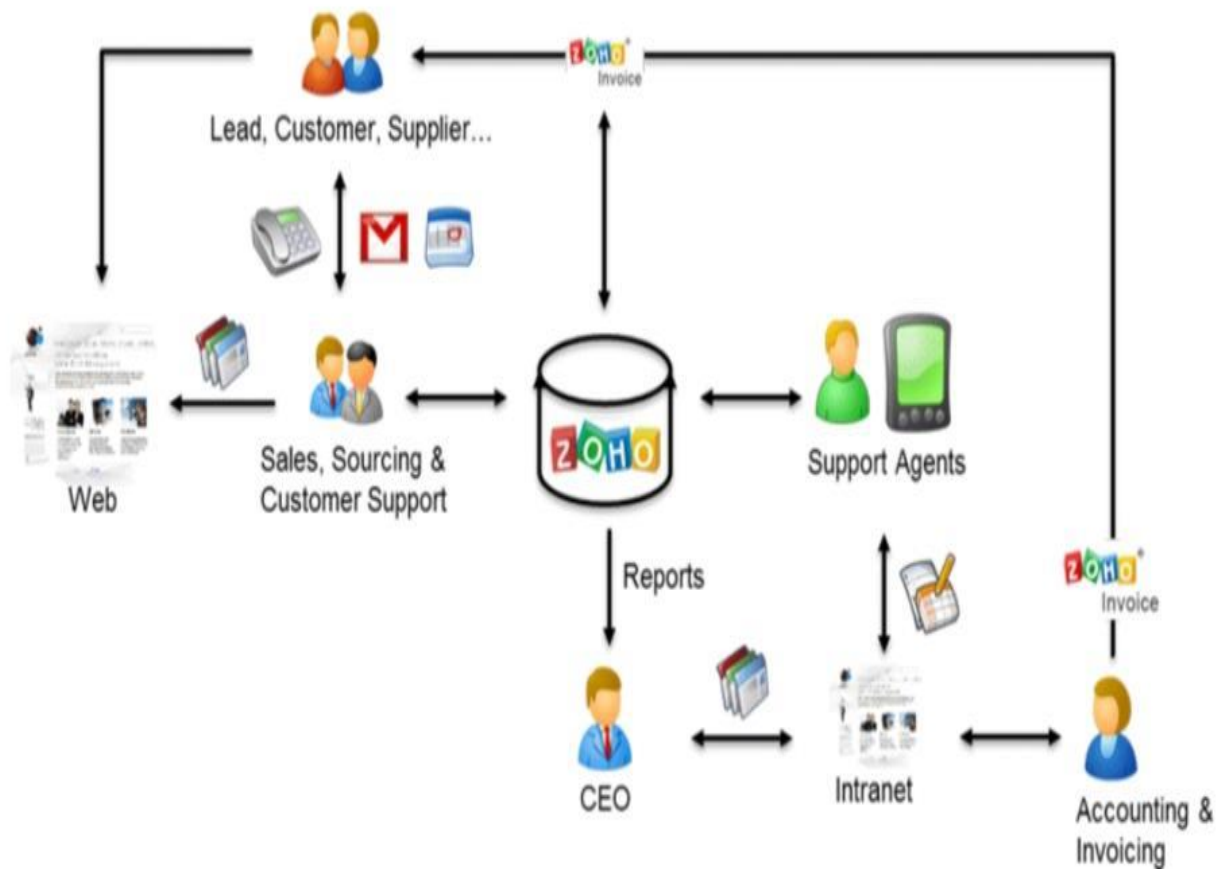 ZOHO®
Invoice
Lead, Customer, Supplier...
Web
Sales, Sourcing &
Customer Support
ZOHO
Support Agents
Reports
ZOHO®
Invoice
CEO
Intranet
Accounting &
Invoicing